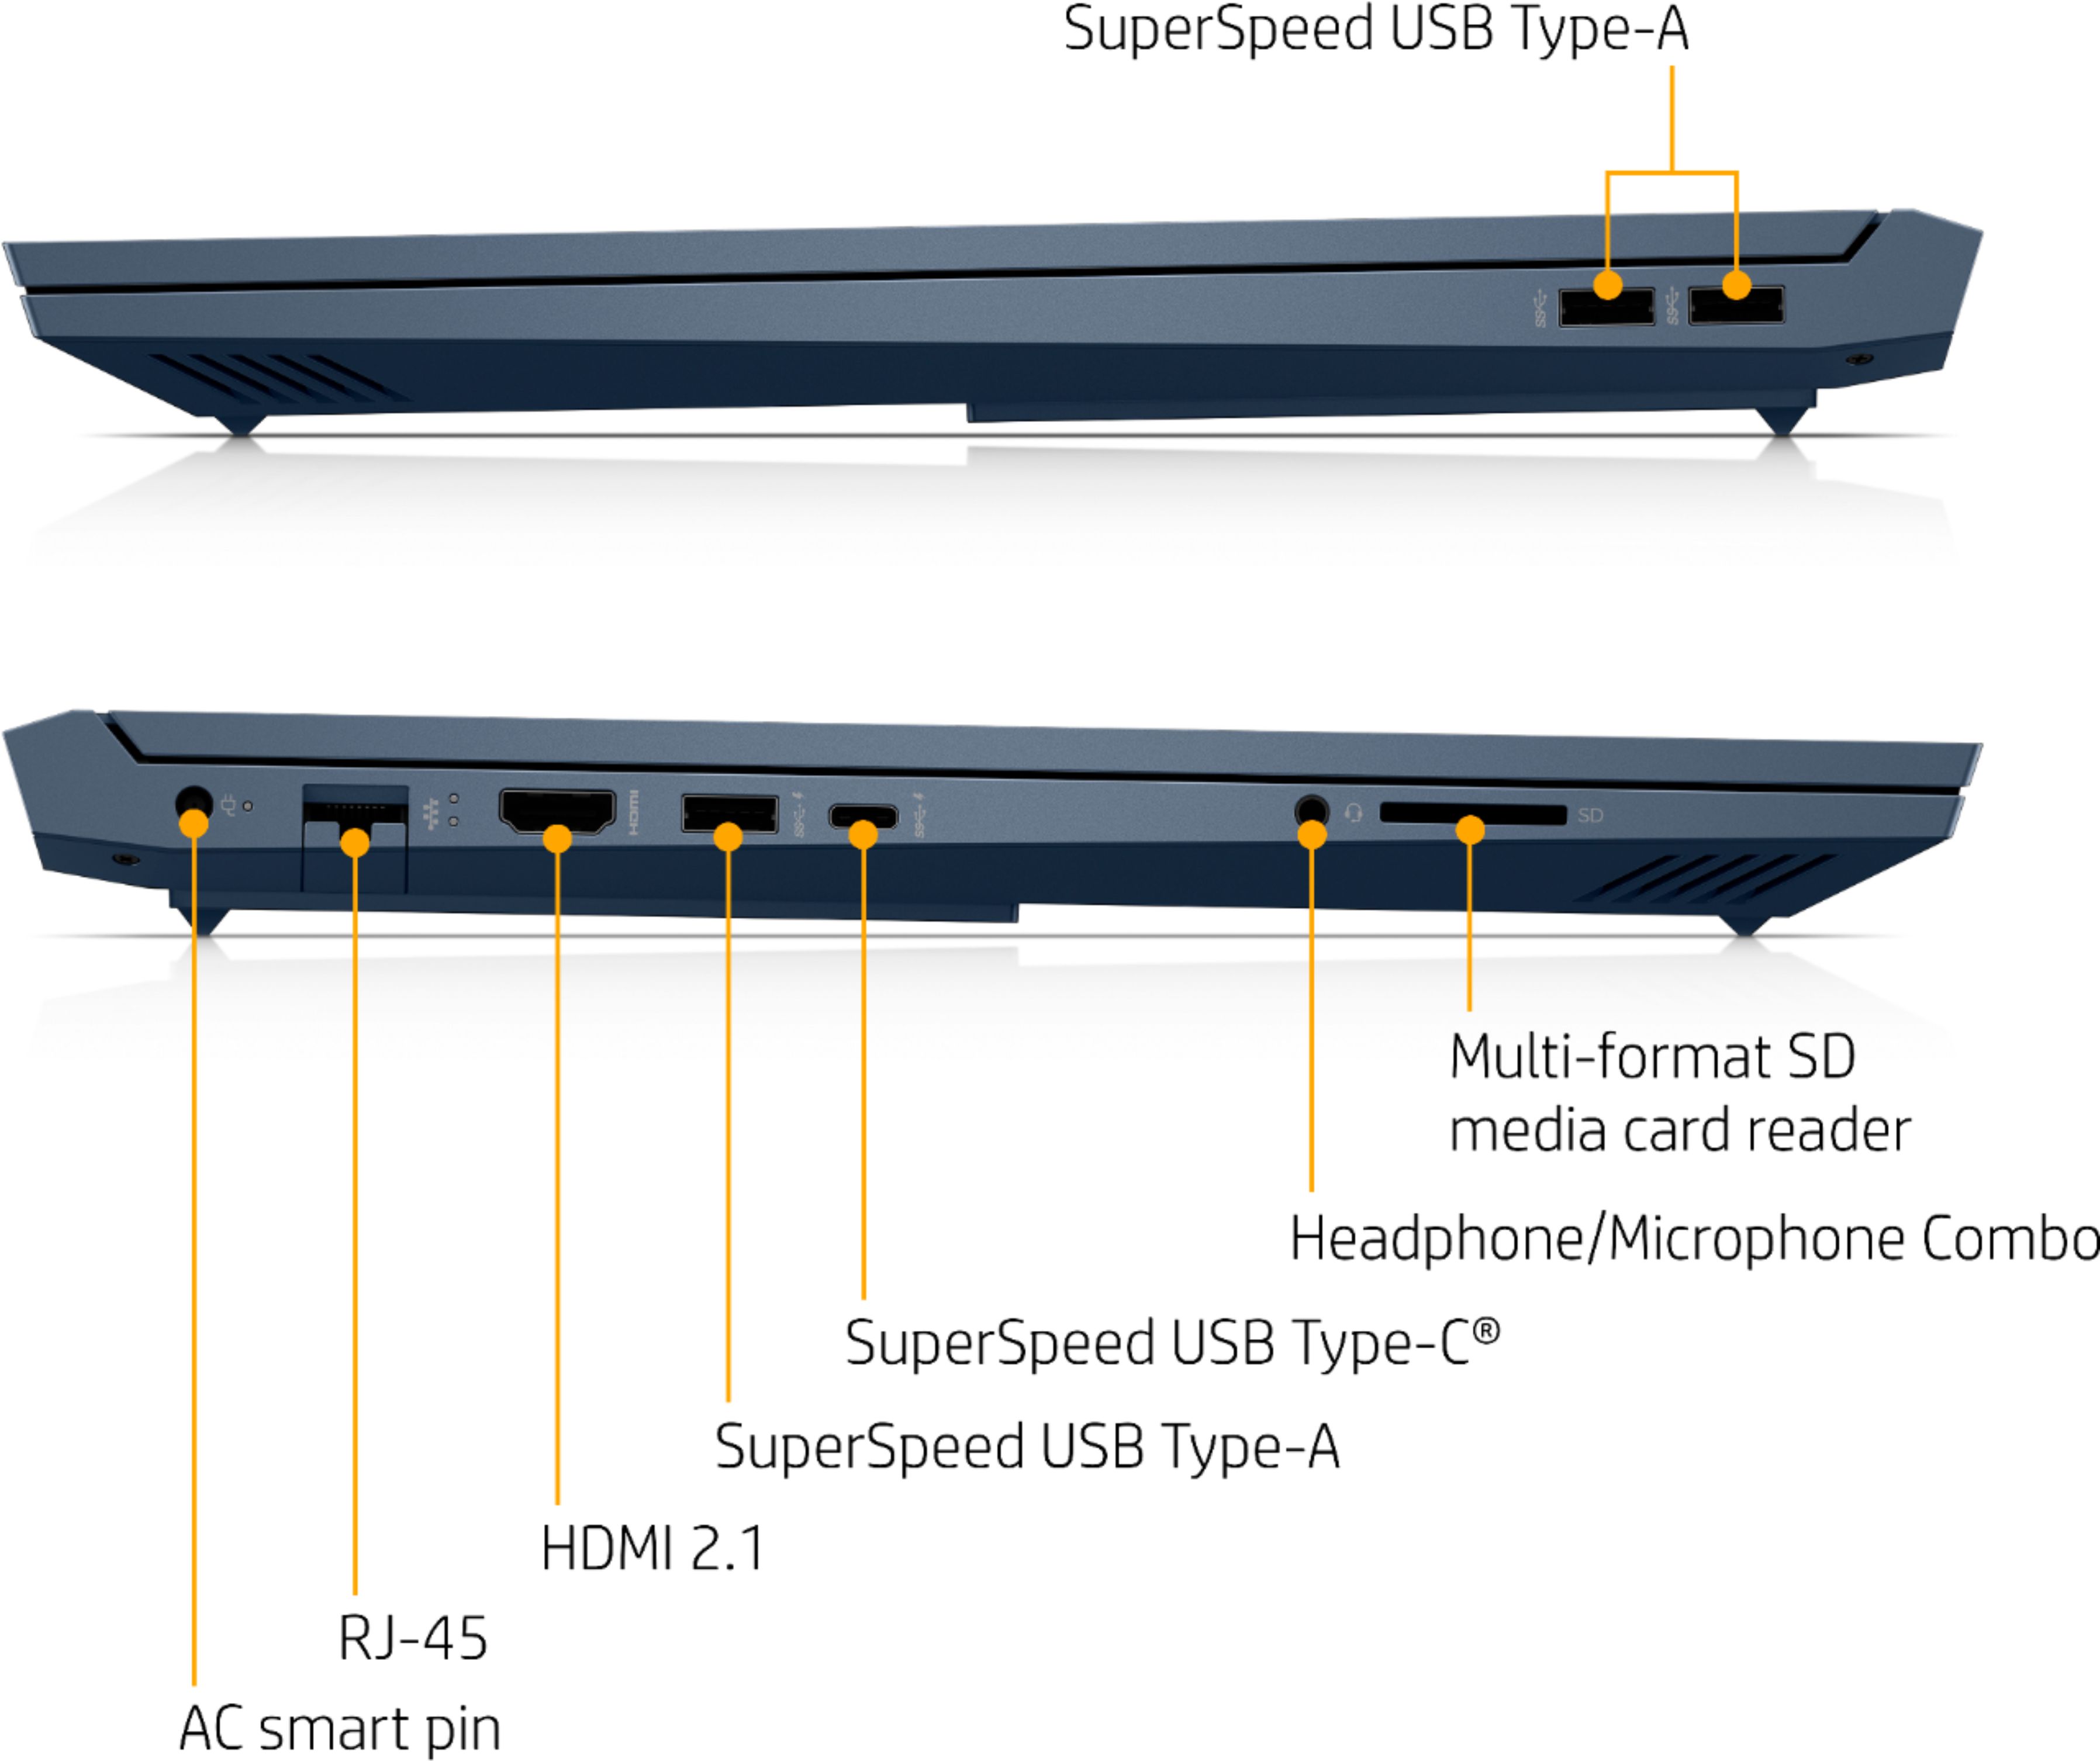 SuperSpeed USB Type-A
SS
SS
HDMI
SS
SS
SD
Multi-format SD
media card reader
Headphone/Microphone Combo
SuperSpeed USB Type-C®
SuperSpeed USB Type-A
HDMI 2.1
RJ-45
AC smart pin